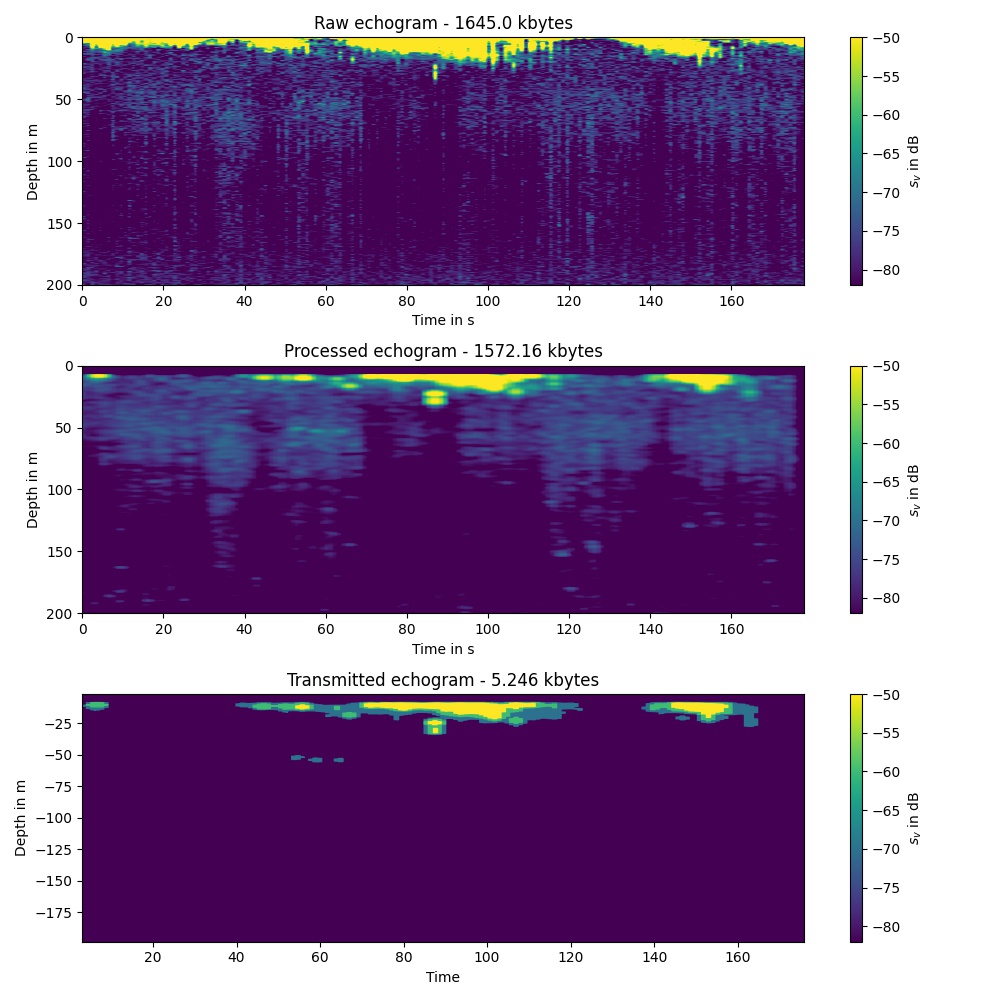 Raw echogram - 1645.0 kbytes
0
50
100
150
200
Depth in m
0 20 40 60 80 100 120 140 160
Time in s
−50
−55
−60
−65
−70
−75
−80
s_v in dB
Processed echogram - 1572.16 kbytes
0
50
100
150
200
Depth in m
0 20 40 60 80 100 120 140 160
Time in s
−50
−55
−60
−65
−70
−75
−80
s_v in dB
Transmitted echogram - 5.246 kbytes
−25
−50
−75
−100
−125
−150
−175
Depth in m
20 40 60 80 100 120 140 160
Time
−50
−55
−60
−65
−70
−75
−80
s_v in dB